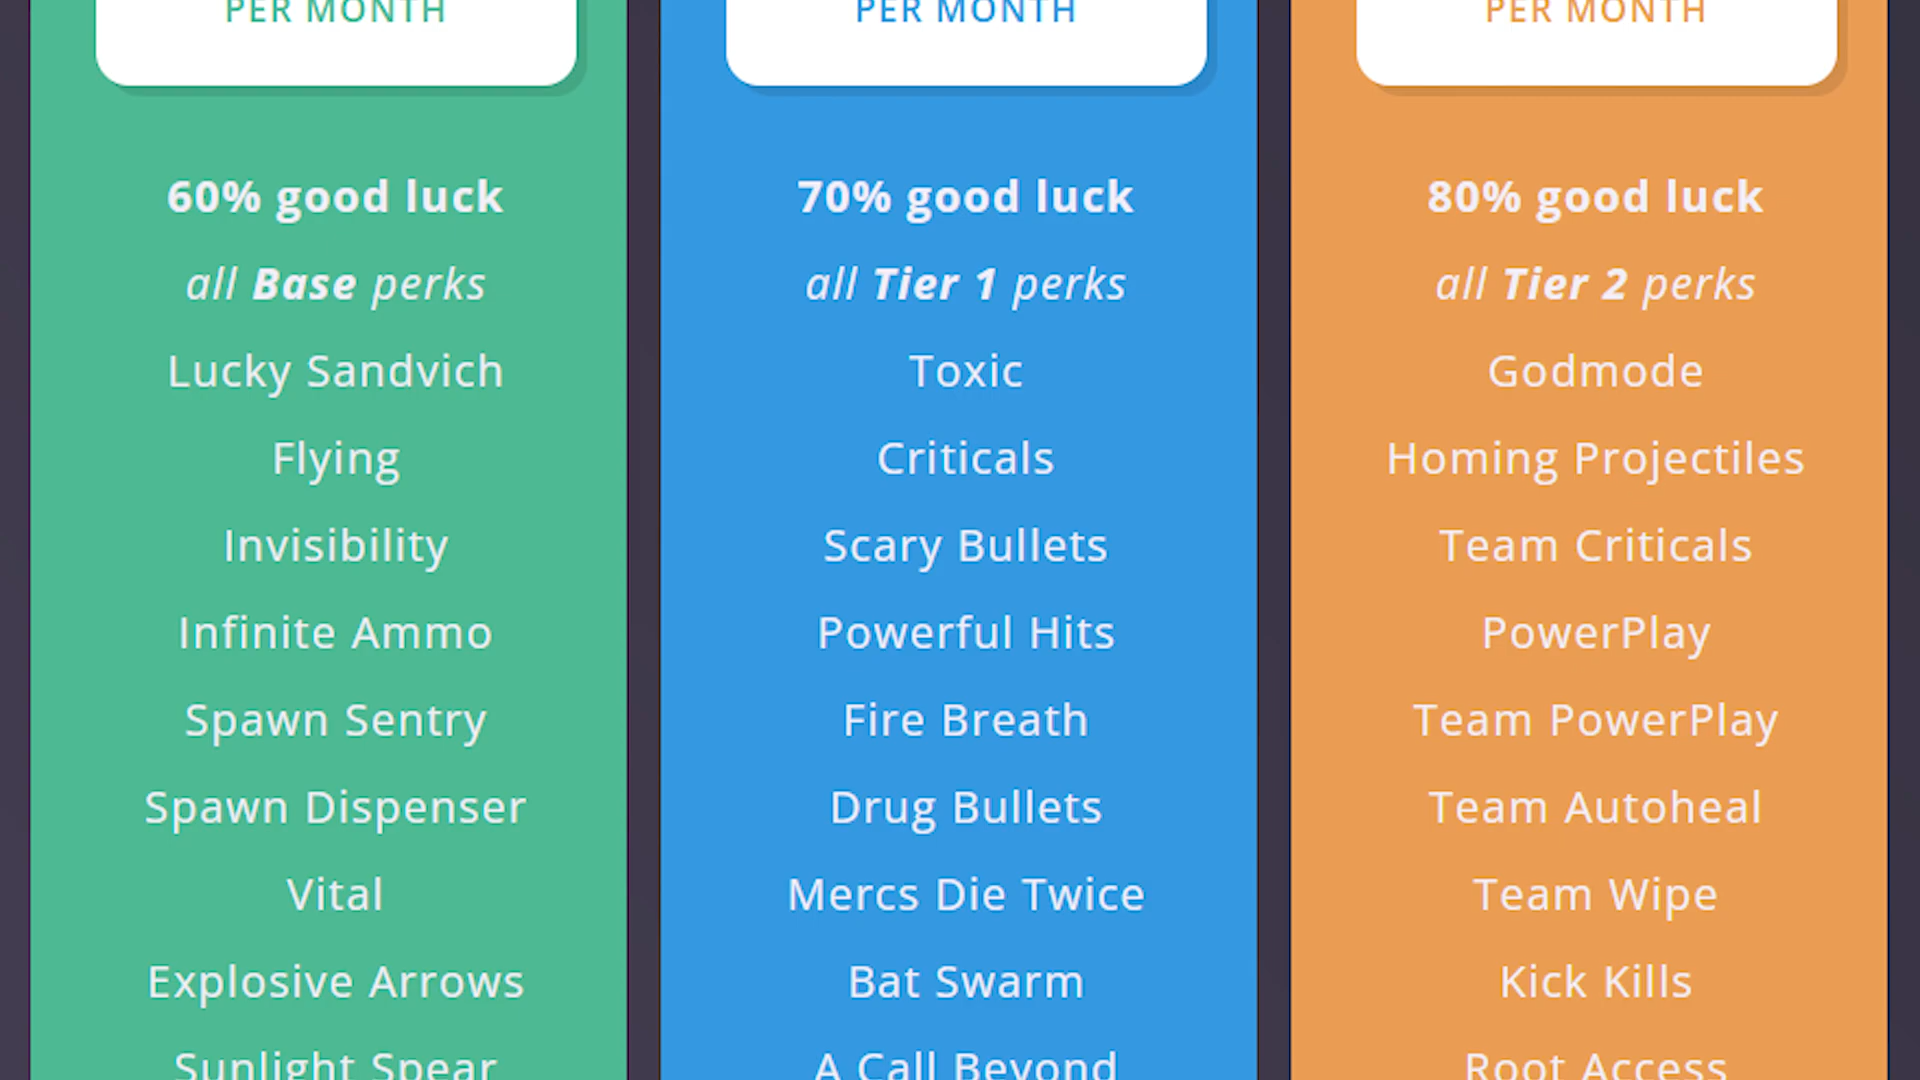 PER MONTH
60% good luck
all Base perks
Lucky Sandvich
Flying
Invisibility
Infinite Ammo
Spawn Sentry
Spawn Dispenser
Vital
Explosive Arrows
Sunlight Spear
PER MONTH
70% good luck
all Tier 1 perks
Toxic
Criticals
Scary Bullets
Powerful Hits
Fire Breath
Drug Bullets
Mercs Die Twice
Bat Swarm
A Call Beyond
PER MONTH
80% good luck
all Tier 2 perks
Godmode
Homing Projectiles
Team Criticals
PowerPlay
Team PowerPlay
Team Autoheal
Team Wipe
Kick Kills
Root Access